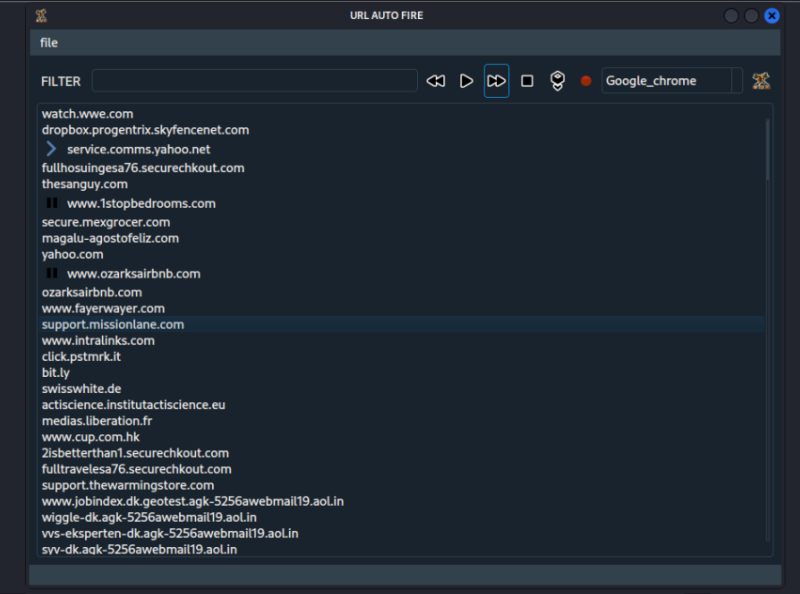 URL AUTO FIRE
file
FILTER
Google_chrome
watch.wwe.com
dropbox.progentrix.skyfencenet.com
service.comms.yahoo.net
fullhosuingesa76.securechkout.com
thesanguy.com
www.1stopbedrooms.com
secure.mexgrocer.com
magalu-agostofeliz.com
yahoo.com
www.ozarksairbnb.com
ozarksairbnb.com
www.fayerwayer.com
support.missionlane.com
www.intralinks.com
click.pstmrk.it
bit.ly
swisswhite.de
actiscience.institutactiscience.eu
medias.liberation.fr
www.cup.com.hk
2isbetterthan1.securechkout.com
fulltravelesa76.securechkout.com
support.thewarmingstore.com
www.jobindex.dk.geotest.agk-5256awebmail19.aol.in
wiggle-dk.agk-5256awebmail19.aol.in
vvs-eksperten-dk.agk-5256awebmail19.aol.in
syv-dk.agk-5256awebmail19.aol.in